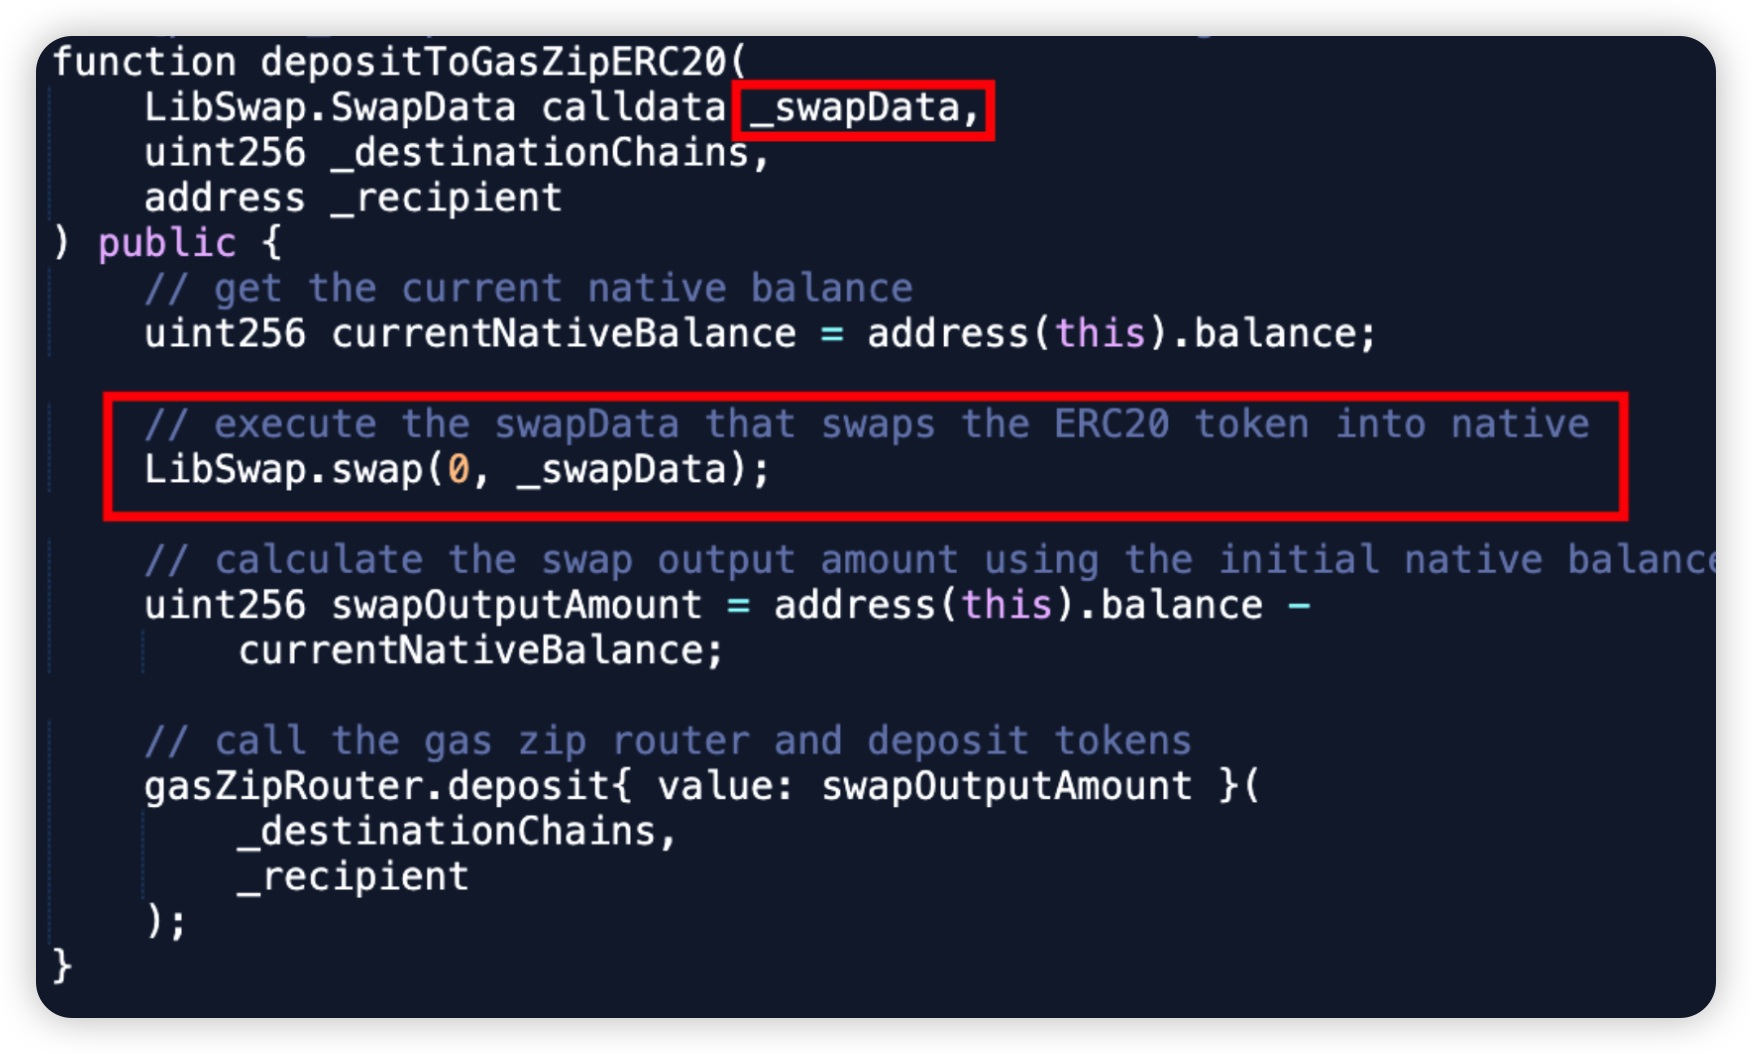 function depositToGasZipERC20(
    LibSwap.SwapData calldata _swapData,
    uint256 _destinationChains,
    address _recipient
) public {
    // get the current native balance
    uint256 currentNativeBalance = address(this).balance;
    // execute the swapData that swaps the ERC20 token into native
    LibSwap.swap(0, _swapData);
    // calculate the swap output amount using the initial native balance
    uint256 swapOutputAmount = address(this).balance -
        currentNativeBalance;
    // call the gas zip router and deposit tokens
    gasZipRouter.deposit{ value: swapOutputAmount }(
        _destinationChains,
        _recipient
    );
}